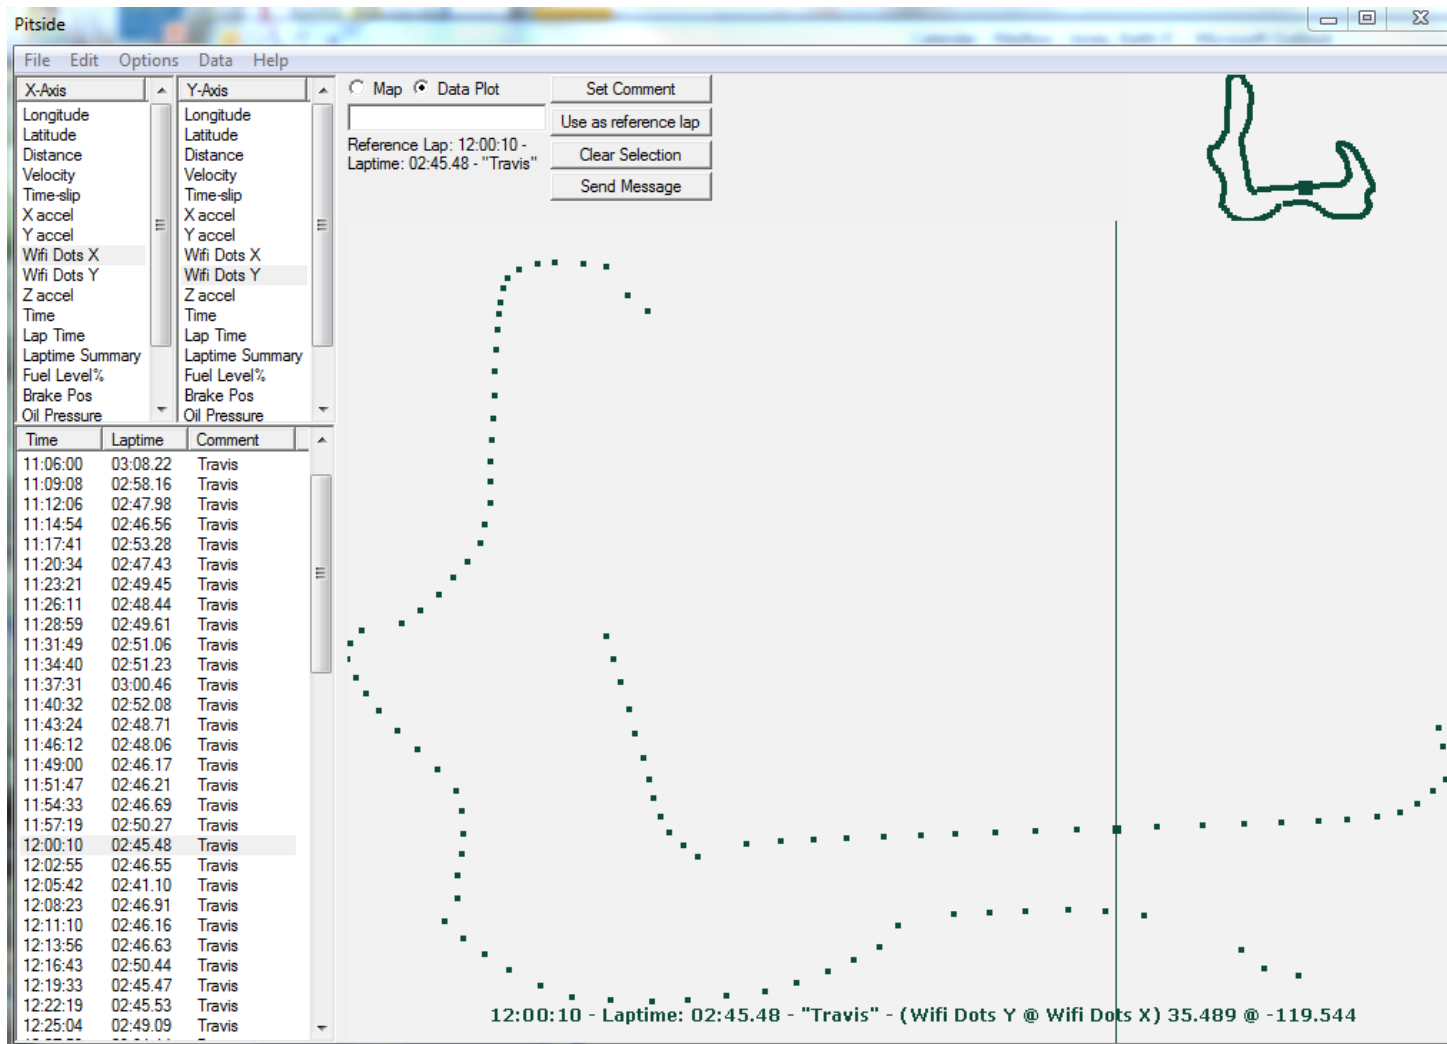 Pitside
File Edit Options Data Help
X-Axis Y-Axis
Longitude Longitude
Latitude Latitude
Distance Distance
Velocity Velocity
Time-slip Time-slip
X accel X accel
Y accel Y accel
Wifi Dots X Wifi Dots X
Wifi Dots Y Wifi Dots Y
Z accel Z accel
Time Time
Lap Time Lap Time
Laptime Summary Laptime Summary
Fuel Level% Fuel Level%
Brake Pos Brake Pos
Oil Pressure Oil Pressure
Map Data Plot
Reference Lap: 12:00:10 -
Laptime: 02:45.48 - "Travis"
Set Comment
Use as reference lap
Clear Selection
Send Message
Time Laptime Comment
11:06:00 03:08.22 Travis
11:09:08 02:58.16 Travis
11:12:06 02:47.98 Travis
11:14:54 02:46.56 Travis
11:17:41 02:53.28 Travis
11:20:34 02:47.43 Travis
11:23:21 02:49.45 Travis
11:26:11 02:48.44 Travis
11:28:59 02:49.61 Travis
11:31:49 02:51.06 Travis
11:34:40 02:51.23 Travis
11:37:31 03:00.46 Travis
11:40:32 02:52.08 Travis
11:43:24 02:48.71 Travis
11:46:12 02:48.06 Travis
11:49:00 02:46.17 Travis
11:51:47 02:46.21 Travis
11:54:33 02:46.69 Travis
11:57:19 02:50.27 Travis
12:00:10 02:45.48 Travis
12:02:55 02:46.55 Travis
12:05:42 02:41.10 Travis
12:08:23 02:46.91 Travis
12:11:10 02:46.16 Travis
12:13:56 02:46.63 Travis
12:16:43 02:50.44 Travis
12:19:33 02:45.47 Travis
12:22:19 02:45.53 Travis
12:25:04 02:49.09 Travis
12:00:10 - Laptime: 02:45.48 - "Travis" - (Wifi Dots Y @ Wifi Dots X) 35.489 @ -119.544